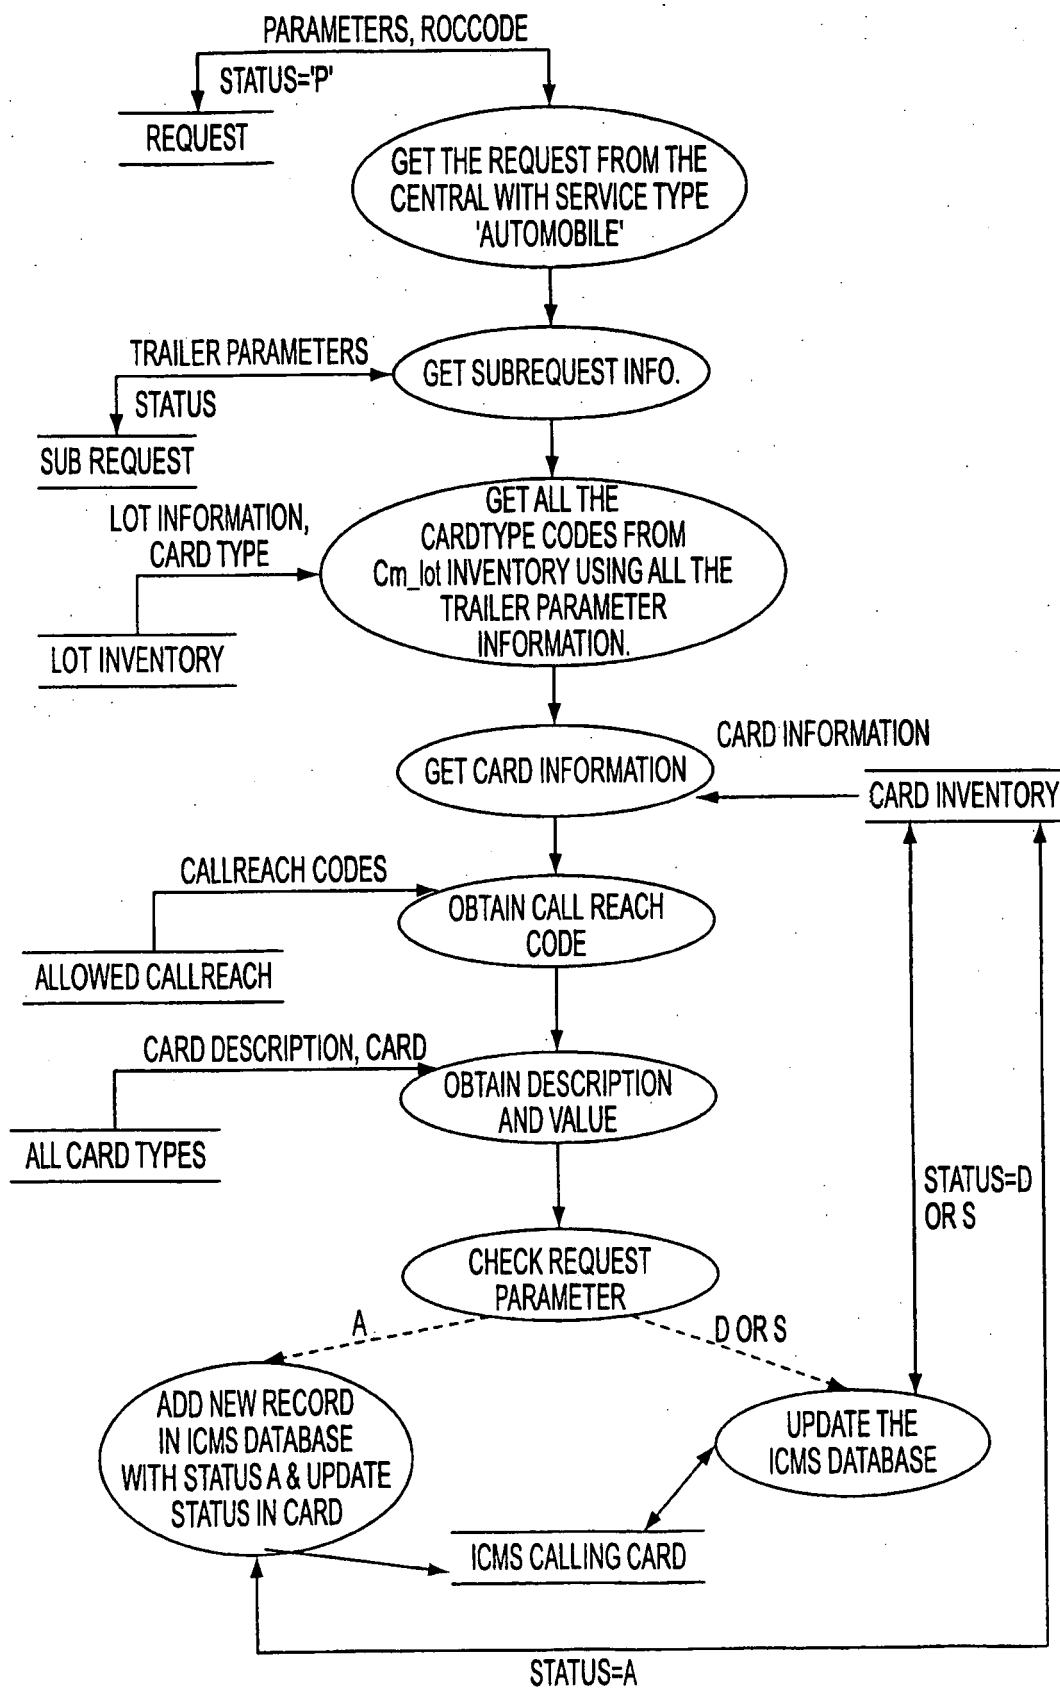 PARAMETERS, ROCCODE
STATUS='P'
REQUEST
GET THE REQUEST FROM THE
CENTRAL WITH SERVICE TYPE
'AUTOMOBILE'
TRAILER PARAMETERS
GET SUBREQUEST INFO.
STATUS
SUB REQUEST
LOT INFORMATION,
CARD TYPE
GET ALL THE
CARDTYPE CODES FROM
Cm_lot INVENTORY USING ALL THE
TRAILER PARAMETER
INFORMATION.
LOT INVENTORY
CARD INFORMATION
GET CARD INFORMATION
CARD INVENTORY
CALLREACH CODES
OBTAIN CALL REACH
CODE
ALLOWED CALLREACH
CARD DESCRIPTION, CARD
OBTAIN DESCRIPTION
AND VALUE
ALL CARD TYPES
STATUS=D
OR S
CHECK REQUEST
PARAMETER
A
D OR S
ADD NEW RECORD
IN ICMS DATABASE
WITH STATUS A & UPDATE
STATUS IN CARD
UPDATE THE
ICMS DATABASE
ICMS CALLING CARD
STATUS=A